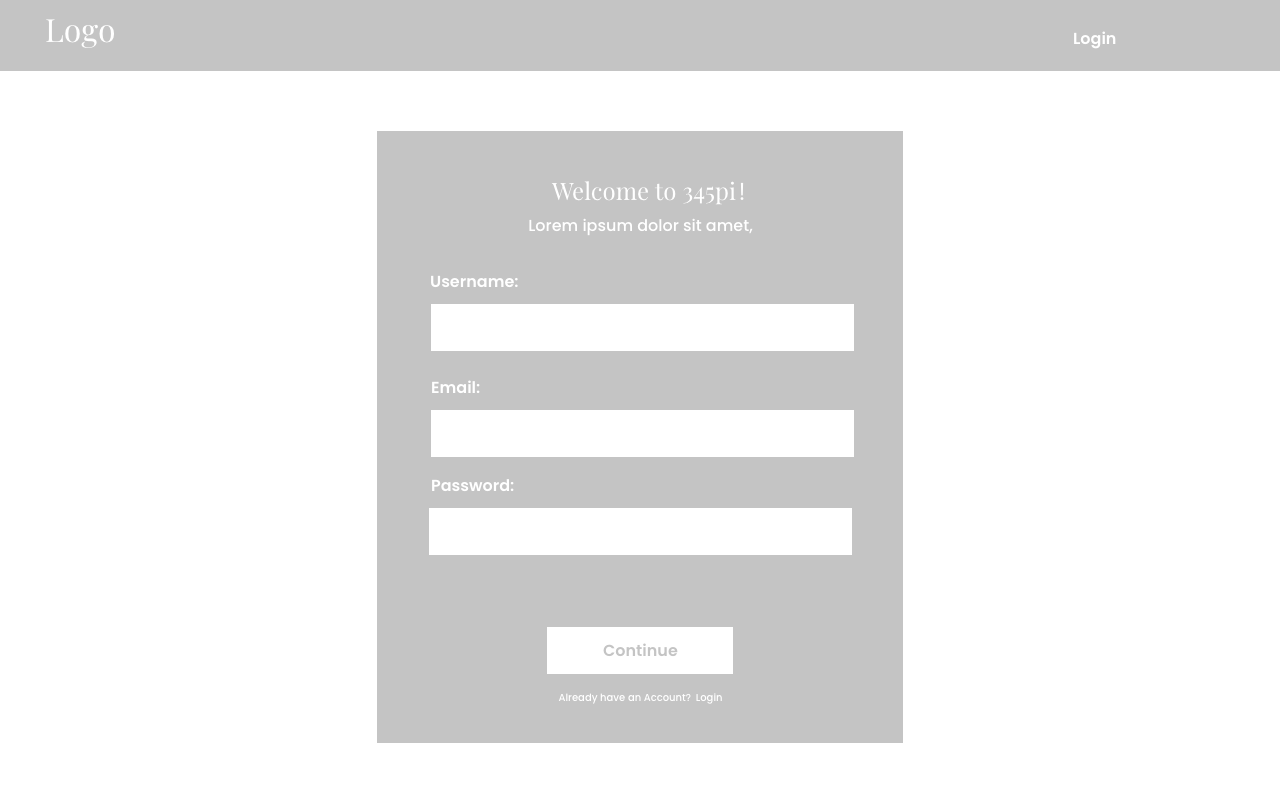 Logo
Login
Welcome to 345pi!
Lorem ipsum dolor sit amet,
Username:
Email:
Password:
Continue
Already have an Account? Login